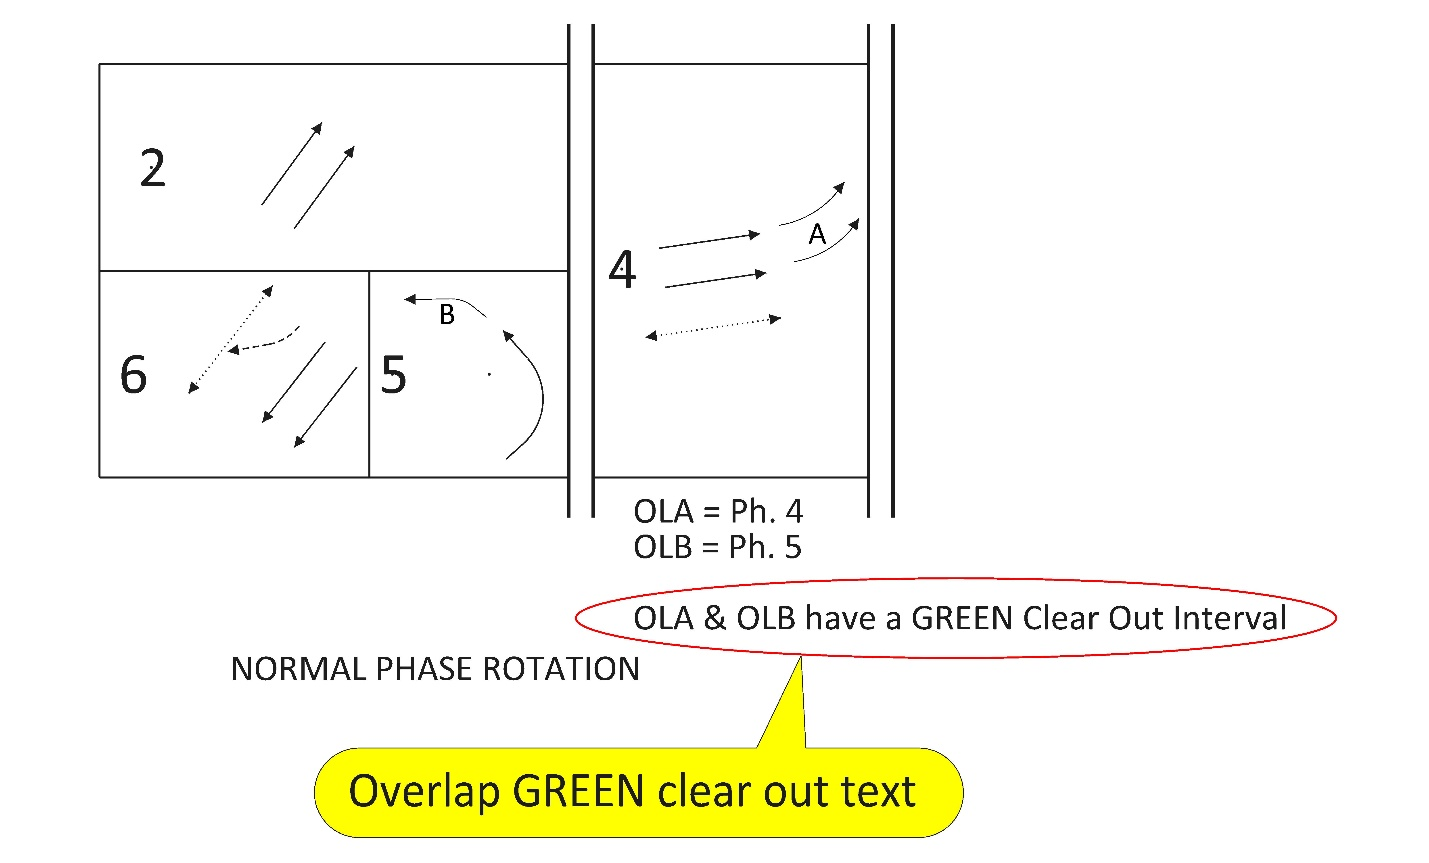 2
4
A
6
5
B
OLA = Ph. 4
OLB = Ph. 5
OLA & OLB have a GREEN Clear Out Interval
NORMAL PHASE ROTATION
Overlap GREEN clear out text